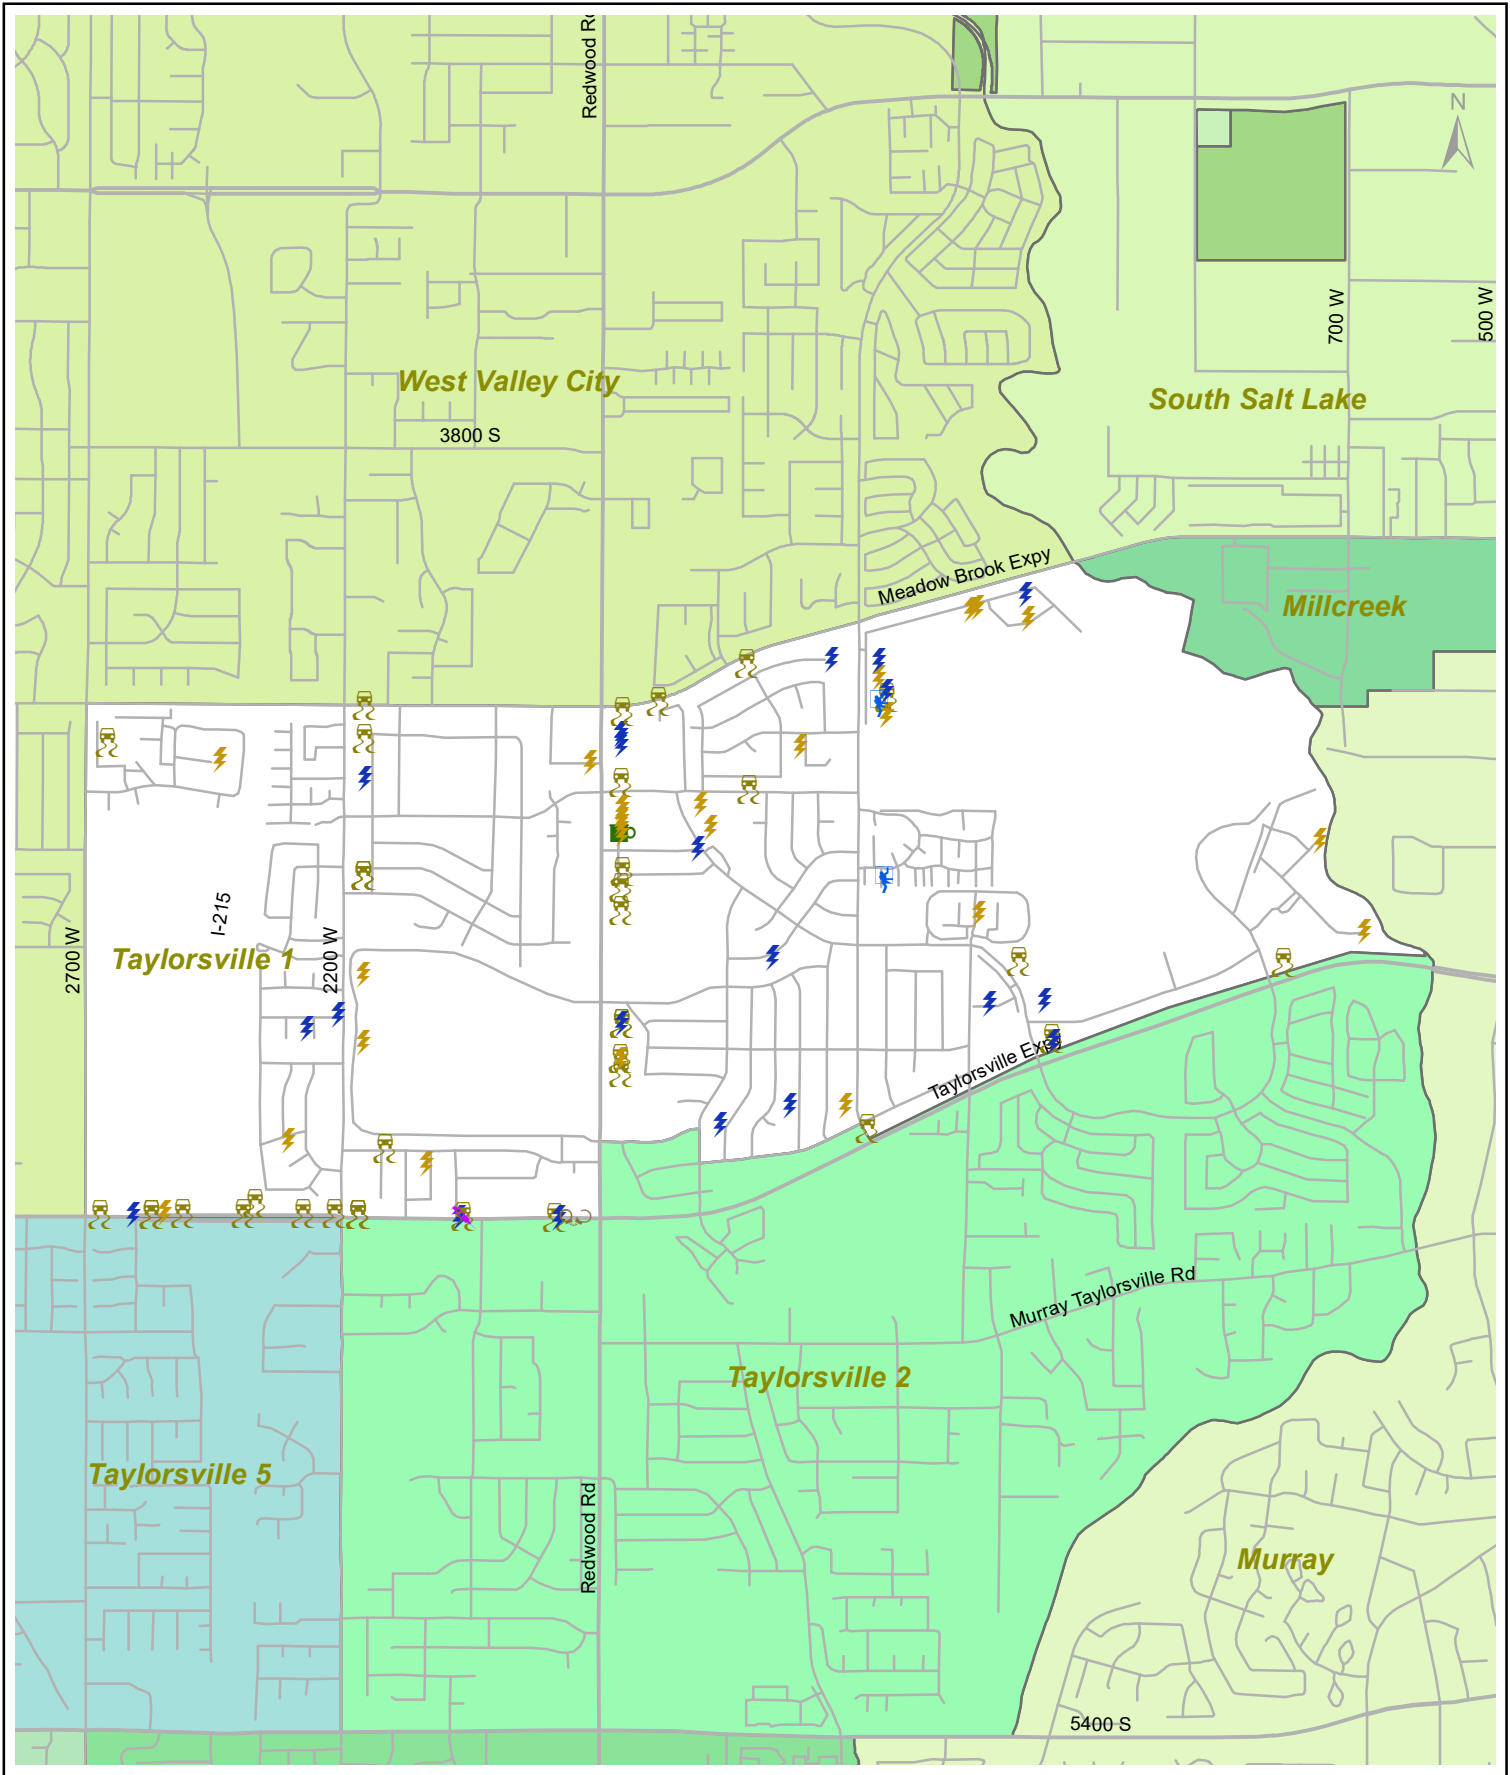 Redwood Rd
N
700 W
500 W
West Valley City
South Salt Lake
3800 S
Meadow Brook Expy
Millcreek
I-215
2700 W
Taylorsville 1
2200 W
Taylorsville Expy
Murray Taylorsville Rd
Taylorsville 2
Taylorsville 5
Redwood Rd
Murray
5400 S